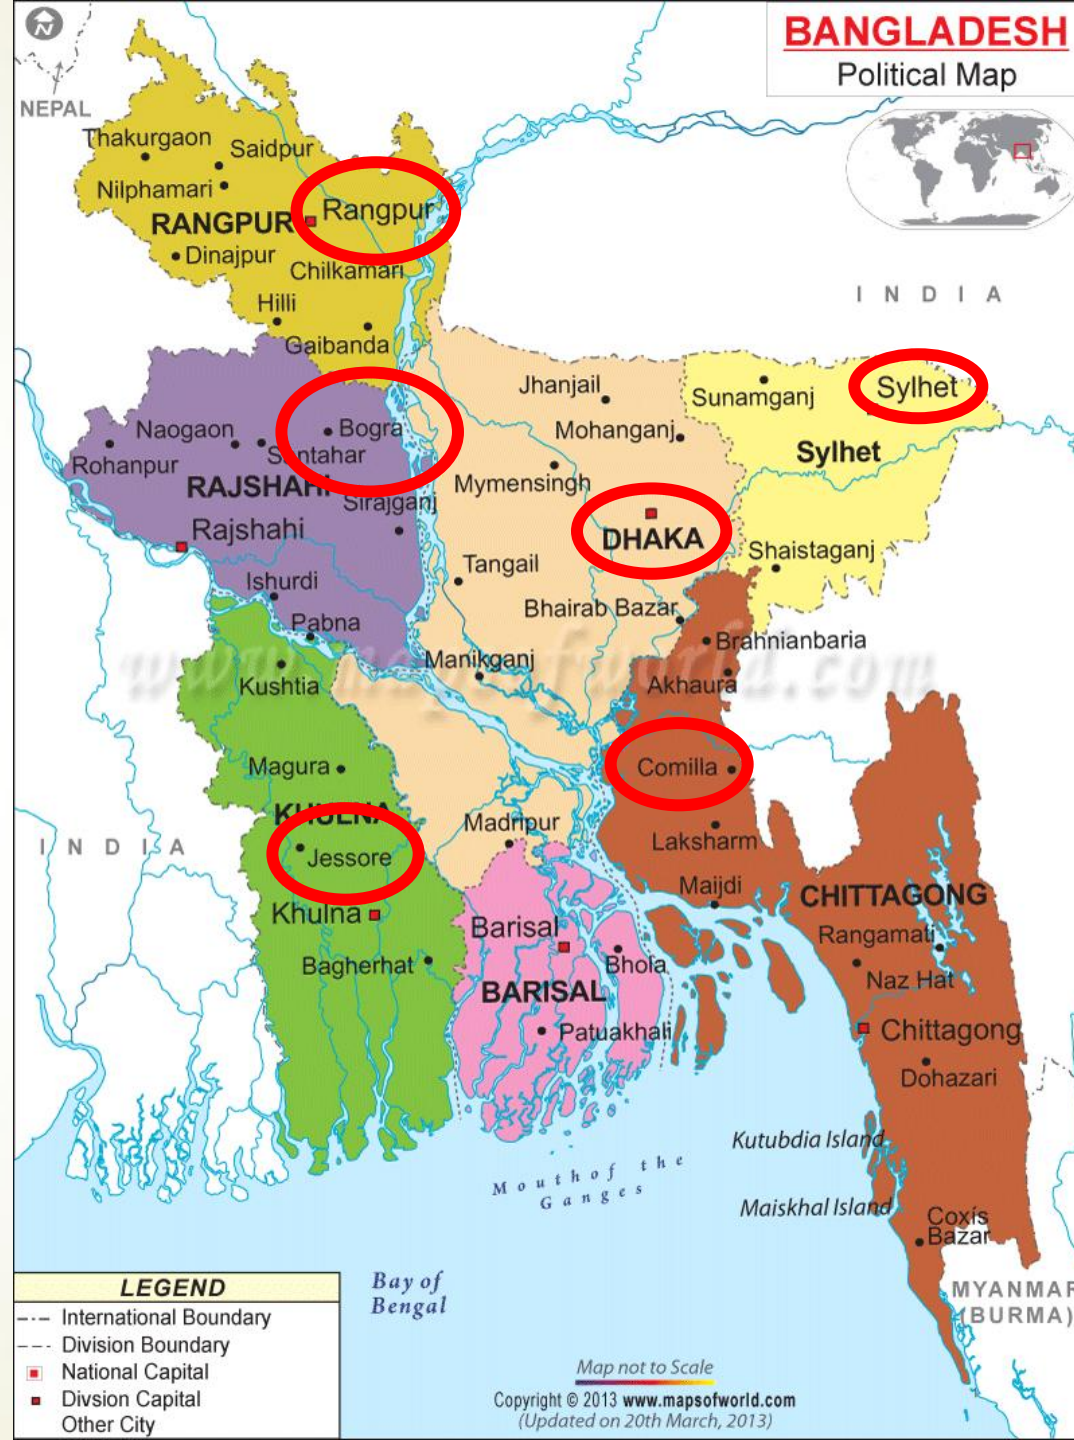 N
BANGLADESH
Political Map
NEPAL
Thakurgaon
Saidpur
Nilphamari
RANGPUR
Rangpur
Dinajpur
Chilkamari
INDIA
Hilli
Gaibanda
Jhanjail
Sunamganj
Sylhet
Naogaon
Bogra
Mohanganj
Rohanpur
Santahar
Sylhet
RAJSHAHI
Mymensingh
Sirajganj
Rajshahi
DHAKA
Shaistaganj
Tangail
Ishurdi
Bhairab Bazar
Pabna
Brahnianbaria
www.mapsofworld.com
Manikganj
Kushtia
Akhaura
Magura
Comilla
KHULNA
Madripur
INDIA
Jessore
Laksharm
Maijdi
CHITTAGONG
Khulna
Barisal
Rangamati
Bagherhat
Bhola
Naz Hat
BARISAL
Patuakhali
Chittagong
Dohazari
Kutubdia Island
Mouth of the
Ganges
Maiskhal Island
Coxís
Bazar
Bay of
Bengal
MYANMAR
(BURMA)
LEGEND
International Boundary
Division Boundary
National Capital
Divsion Capital
Other City
Map not to Scale
Copyright © 2013 www.mapsofworld.com
(Updated on 20th March, 2013)